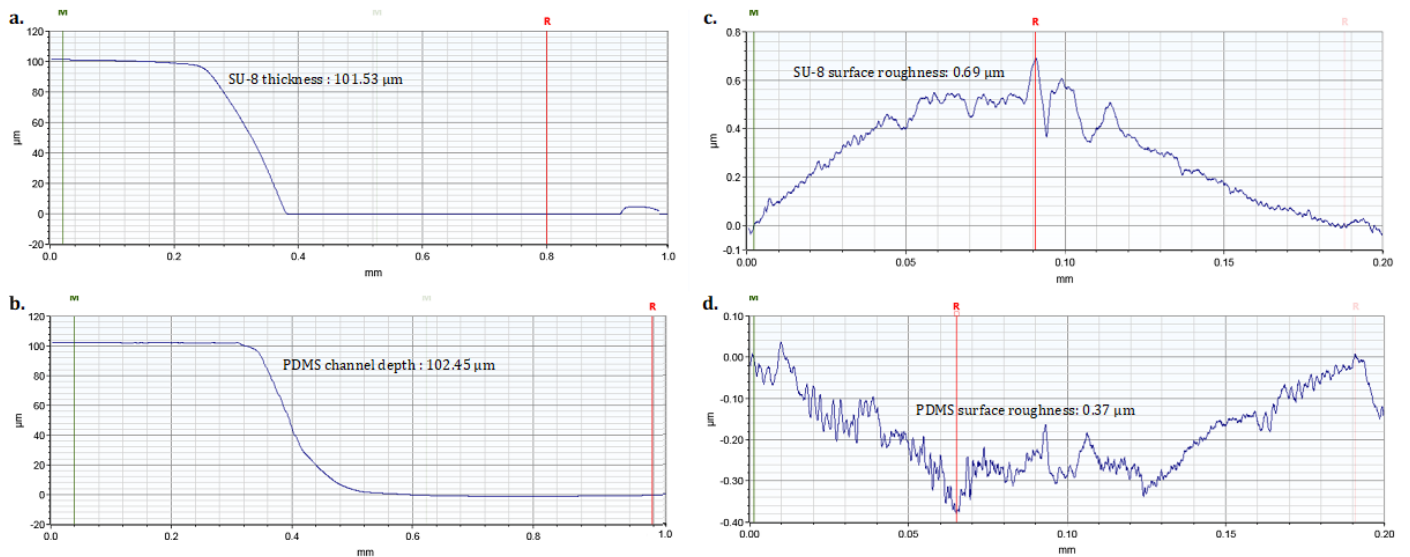 a.
M
R
120
100
80
60
40
20
0
-20
µm
SU-8 thickness : 101.53 µm
0.0 0.2 0.4 0.6 0.8 1.0
mm
b.
M
M
R
120
100
80
60
40
20
0
-20
µm
PDMS channel depth : 102.45 µm
0.0 0.2 0.4 0.6 0.8 1.0
mm
c.
M
R
R
0.8
0.6
0.4
0.2
0.0
-0.1
µm
SU-8 surface roughness: 0.69 µm
0.00 0.05 0.10 0.15 0.20
mm
d.
M
R
R
0.10
0.00
-0.10
-0.20
-0.30
-0.40
µm
PDMS surface roughness: 0.37 µm
0.00 0.05 0.10 0.15 0.20
mm